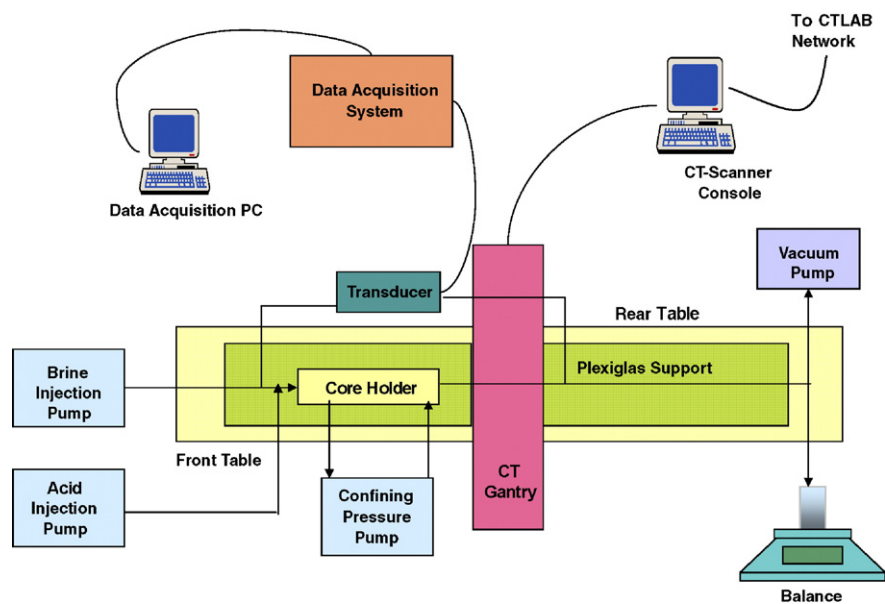 To CTLAB
Network
Data Acquisition
System
CT-Scanner
Console
Data Acquisition PC
Vacuum
Pump
Transducer
Rear Table
Brine
Injection
Pump
Core Holder
Plexiglas Support
Front Table
CT
Gantry
Acid
Injection
Pump
Confining
Pressure
Pump
Balance